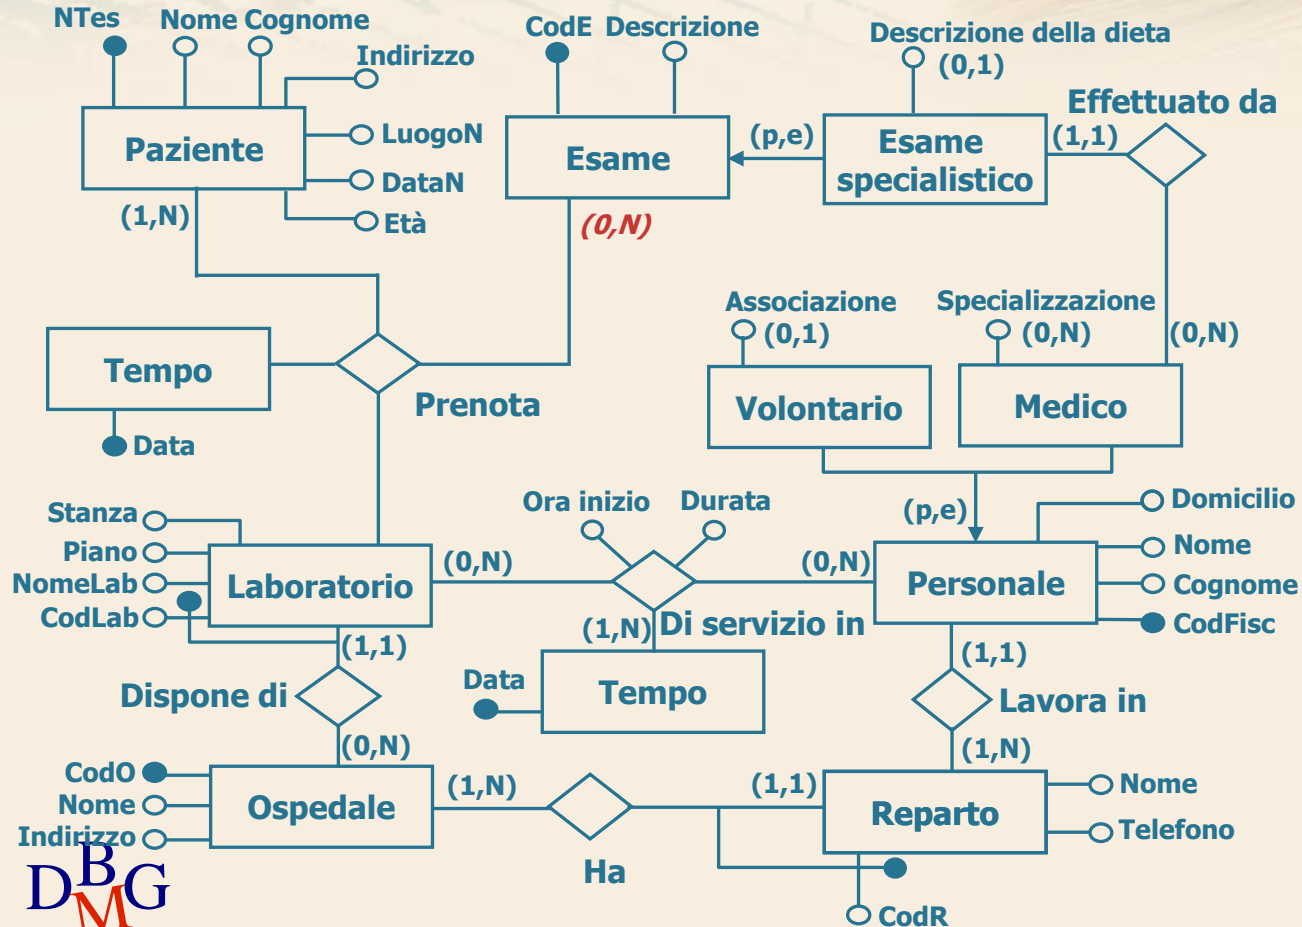 NTes
Nome Cognome
Indirizzo
Paziente
LuogoN
DataN
Età
(1,N)
CodE Descrizione
Esame
(0,N)
(p,e)
Descrizione della dieta
(0,1)
Esame
specialistico
Effettuato da
(1,1)
(0,N)
Tempo
Data
Prenota
Associazione
(0,1)
Volontario
Specializzazione
(0,N)
Medico
(p,e)
Stanza
Piano
NomeLab
CodLab
Laboratorio
(1,1)
(0,N)
Ora inizio
Durata
(0,N)
Di servizio in
(1,N)
Data
Tempo
Personale
Domicilio
Nome
Cognome
CodFisc
(1,1)
Lavora in
(1,N)
Dispone di
(0,N)
CodO
Nome
Indirizzo
Ospedale
(1,N)
Ha
(1,1)
Reparto
Nome
Telefono
CodR
DBMG